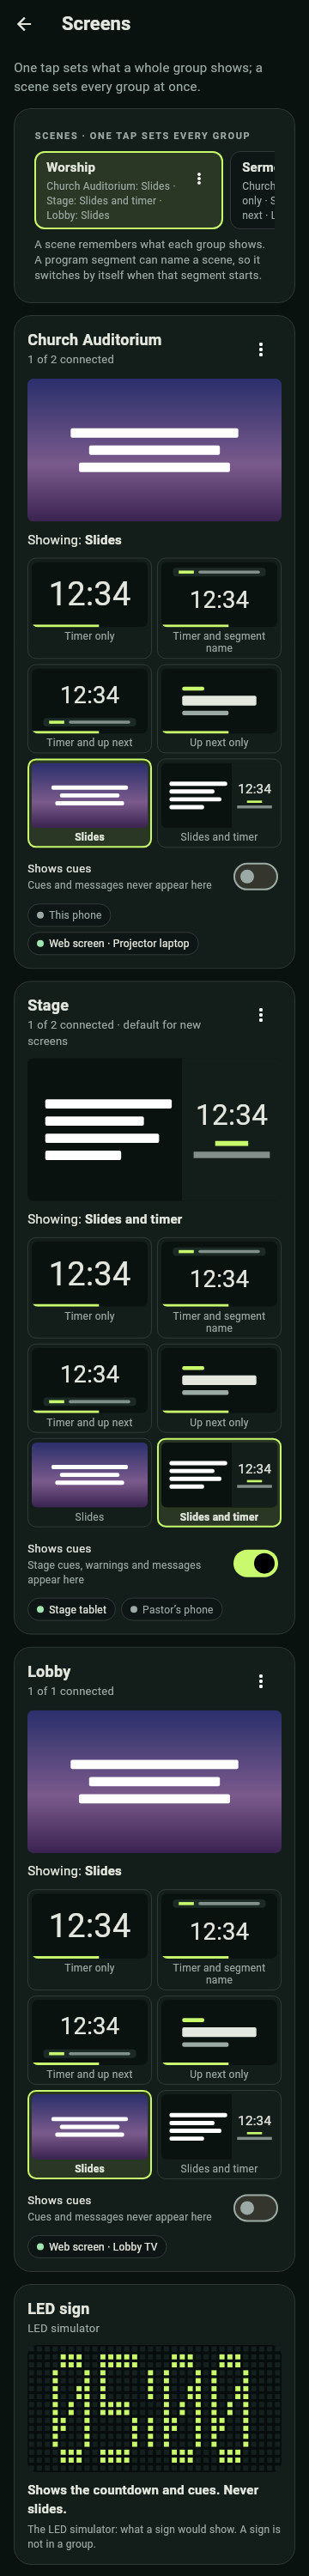 Screens
One tap sets what a whole group shows; a
scene sets every group at once.
SCENES · ONE TAP SETS EVERY GROUP
Worship
Church Auditorium: Slides ·
Stage: Slides and timer ·
Lobby: Slides
A scene remembers what each group shows.
A program segment can name a scene, so it
switches by itself when that segment starts.
Church Auditorium
1 of 2 connected
Showing: Slides
12:34
Timer only
12:34
Timer and segment
name
12:34
Timer and up next
Up next only
Slides
12:34
Slides and timer
Shows cues
Cues and messages never appear here
This phone
Web screen · Projector laptop
Stage
1 of 2 connected · default for new
screens
12:34
Showing: Slides and timer
12:34
Timer only
12:34
Timer and segment
name
12:34
Timer and up next
Up next only
Slides
12:34
Slides and timer
Shows cues
Stage cues, warnings and messages
appear here
Stage tablet
Pastor's phone
Lobby
1 of 1 connected
Showing: Slides
12:34
Timer only
12:34
Timer and segment
name
12:34
Timer and up next
Up next only
Slides
12:34
Slides and timer
Shows cues
Cues and messages never appear here
Web screen · Lobby TV
LED sign
LED simulator
05:00
Shows the countdown and cues. Never
slides.
The LED simulator: what a sign would show. A sign is
not in a group.